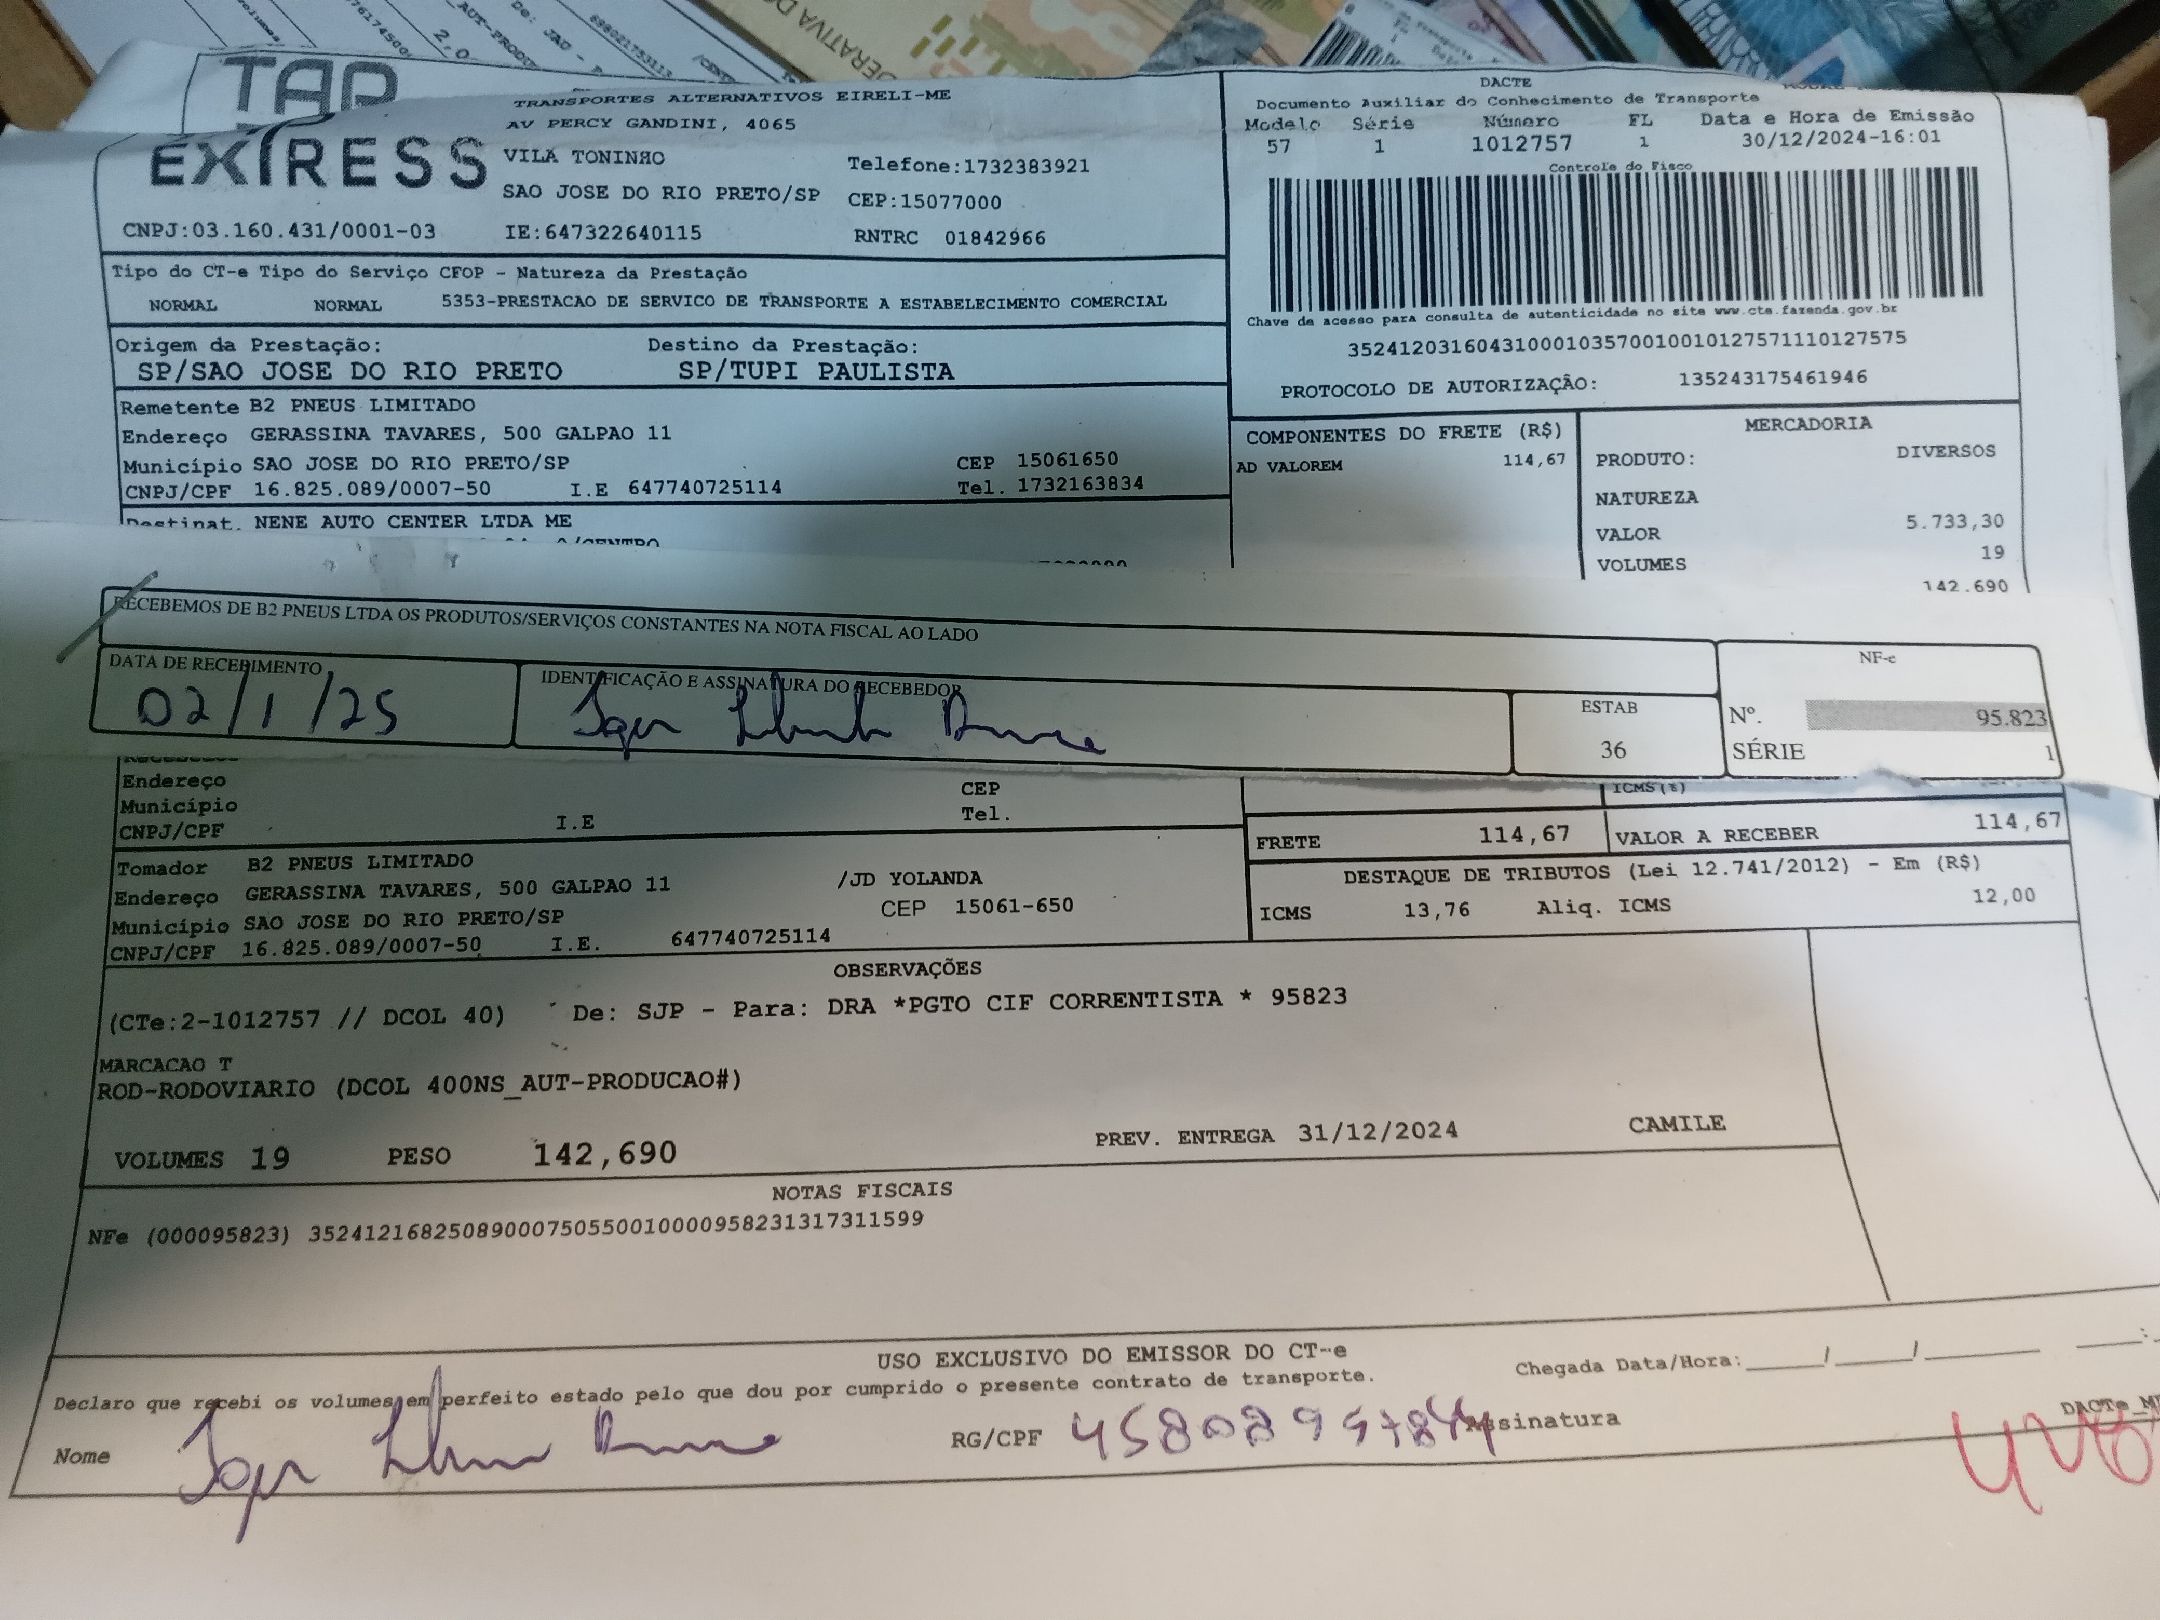 TAP
EXPRESS
TRANSPORTES ALTERNATIVOS EIRELI-ME
AV PERCY GANDINI, 4065
VILA TONINHO
Telefone:1732383921
SAO JOSE DO RIO PRETO/SP CEP:15077000
CNPJ:03.160.431/0001-03 IE:647322640115 RNTRC 01842966
DACTE
Documento Auxiliar do Conhecimento de Transporte
Modelo Série Número FL Data e Hora de Emissão
57 1 1012757 1 30/12/2024-16:01
Controle do Fisco
Chave de acesso para consulta de autenticidade no site www.cte.fazenda.gov.br
35241203160431000103570010010127571110127575
PROTOCOLO DE AUTORIZAÇÃO: 135243175461946
Tipo do CT-e Tipo do Serviço CFOP - Natureza da Prestação
NORMAL NORMAL 5353-PRESTACAO DE SERVICO DE TRANSPORTE A ESTABELECIMENTO COMERCIAL
Origem da Prestação: Destino da Prestação:
SP/SAO JOSE DO RIO PRETO SP/TUPI PAULISTA
Remetente B2 PNEUS LIMITADO
Endereço GERASSINA TAVARES, 500 GALPAO 11
Município SAO JOSE DO RIO PRETO/SP CEP 15061650
CNPJ/CPF 16.825.089/0007-50 I.E 647740725114 Tel. 1732163834
Destinat. NENE AUTO CENTER LTDA ME
COMPONENTES DO FRETE (R$)
AD VALOREM 114,67
MERCADORIA
PRODUTO: DIVERSOS
NATUREZA
VALOR 5.733,30
VOLUMES 19
142.690
RECEBEMOS DE B2 PNEUS LTDA OS PRODUTOS/SERVIÇOS CONSTANTES NA NOTA FISCAL AO LADO
DATA DE RECEBIMENTO
02/1/25
IDENTIFICAÇÃO E ASSINATURA DO RECEBEDOR
ESTAB
36
NF-e
Nº. 95.823
SÉRIE 1
Endereço CEP
Município Tel.
CNPJ/CPF I.E
ICMS(%)
FRETE 114,67 VALOR A RECEBER 114,67
DESTAQUE DE TRIBUTOS (Lei 12.741/2012) - Em (R$)
ICMS 13,76 Aliq. ICMS 12,00
Tomador B2 PNEUS LIMITADO
Endereço GERASSINA TAVARES, 500 GALPAO 11 /JD YOLANDA
Município SAO JOSE DO RIO PRETO/SP CEP 15061-650
CNPJ/CPF 16.825.089/0007-50 I.E. 647740725114
OBSERVAÇÕES
(CTe:2-1012757 // DCOL 40) De: SJP - Para: DRA *PGTO CIF CORRENTISTA * 95823
MARCACAO T
ROD-RODOVIARIO (DCOL 400NS_AUT-PRODUCAO#)
VOLUMES 19 PESO 142,690 PREV. ENTREGA 31/12/2024 CAMILE
NOTAS FISCAIS
NFe (000095823) 35241216825089000750550010000958231317311599
USO EXCLUSIVO DO EMISSOR DO CT-e
Declaro que recebi os volumes em perfeito estado pelo que dou por cumprido o presente contrato de transporte.
Chegada Data/Hora:____/____/____ __:
Nome RG/CPF Assinatura